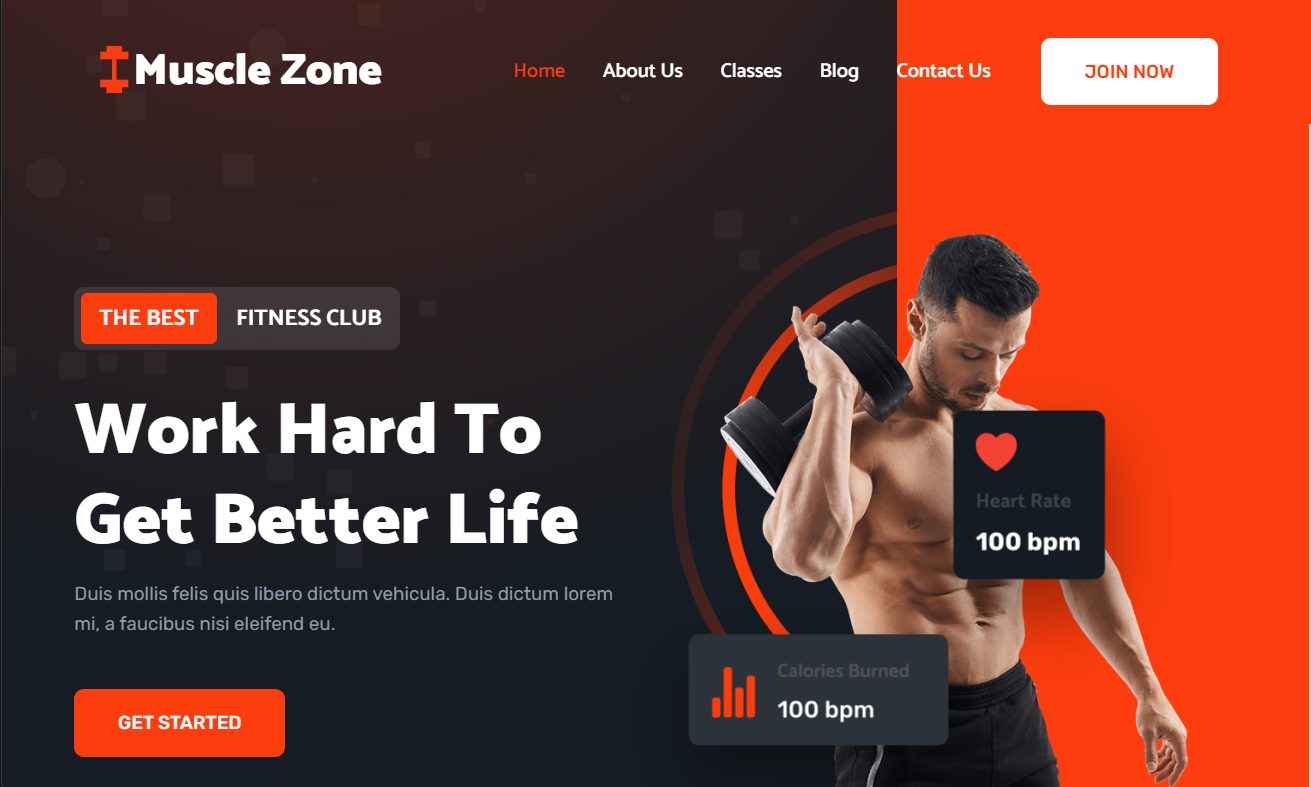 Muscle Zone
Home About Us Classes Blog Contact Us JOIN NOW
THE BEST FITNESS CLUB
Work Hard To
Get Better Life
Duis mollis felis quis libero dictum vehicula. Duis dictum lorem
mi, a faucibus nisi eleifend eu.
GET STARTED
Heart Rate
100 bpm
Calories Burned
100 bpm